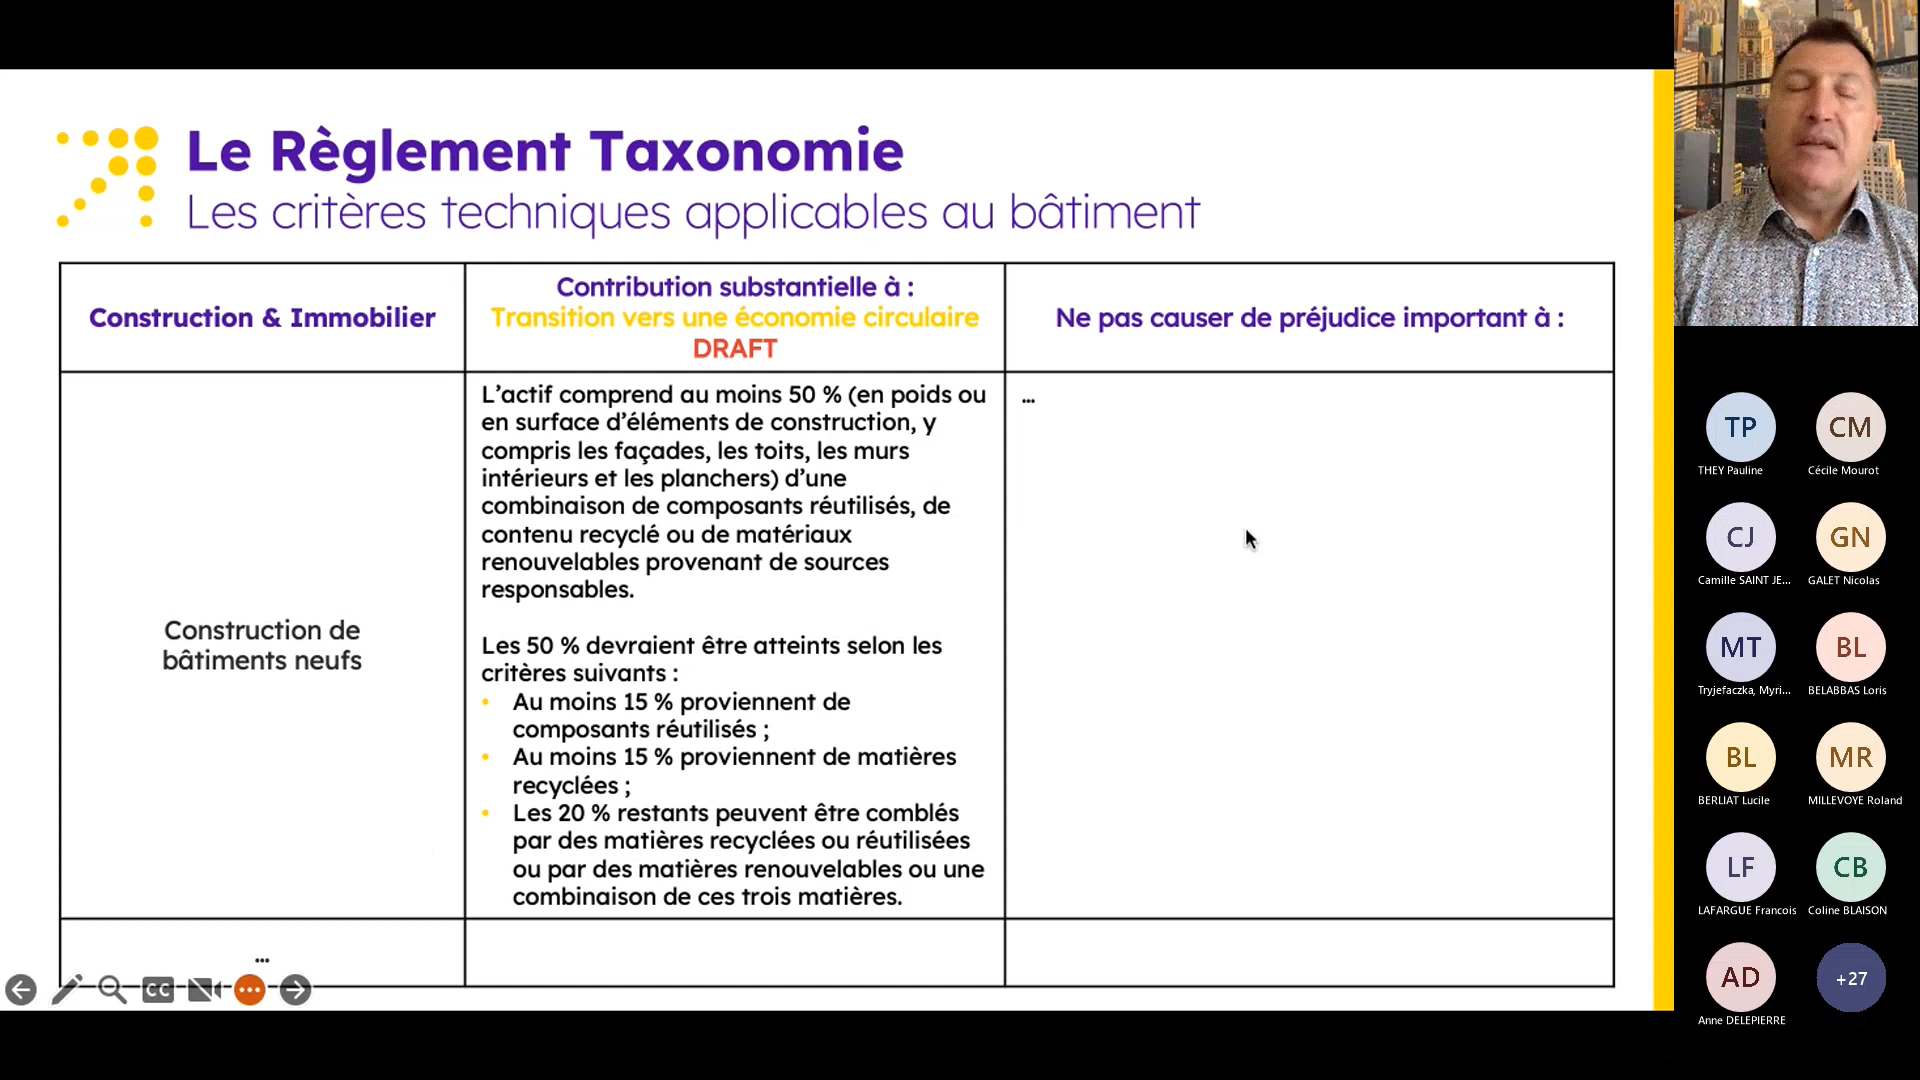 Le Règlement Taxonomie
Les critères techniques applicables au bâtiment
Construction & Immobilier
Contribution substantielle à :
Transition vers une économie circulaire
DRAFT
Ne pas causer de préjudice important à :
Construction de
bâtiments neufs
L’actif comprend au moins 50 % (en poids ou
en surface d’éléments de construction, y
compris les façades, les toits, les murs
intérieurs et les planchers) d’une
combinaison de composants réutilisés, de
contenu recyclé ou de matériaux
renouvelables provenant de sources
responsables.
Les 50 % devraient être atteints selon les
critères suivants :
• Au moins 15 % proviennent de
composants réutilisés ;
• Au moins 15 % proviennent de matières
recyclées ;
• Les 20 % restants peuvent être comblés
par des matières recyclées ou réutilisées
ou par des matières renouvelables ou une
combinaison de ces trois matières.
...
...
CC
TP
THEY Pauline
CM
Cécile Mourot
CJ
Camille SAINT JE...
GN
GALET Nicolas
MT
Tryjefaczka, Myri...
BL
BELABBAS Loris
BL
BERLIAT Lucile
MR
MILLEVOYE Roland
LF
LAFARGUE Francois
CB
Coline BLAISON
AD
Anne DELEPIERRE
+27